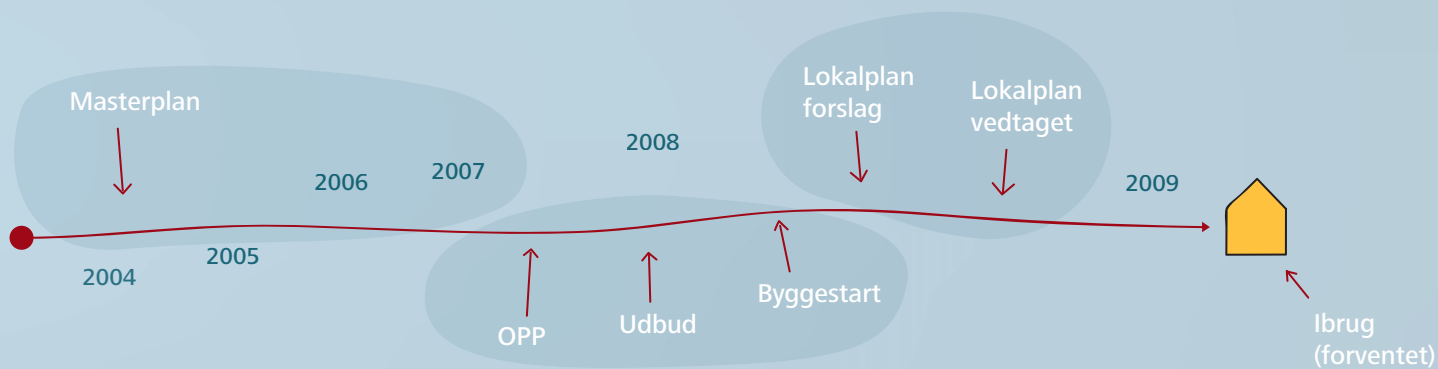 Masterplan
2004
2005
2006
2007
OPP
2008
Udbud
Byggestart
Lokalplan
forslag
Lokalplan
vedtaget
2009
Ibrug
(forventet)